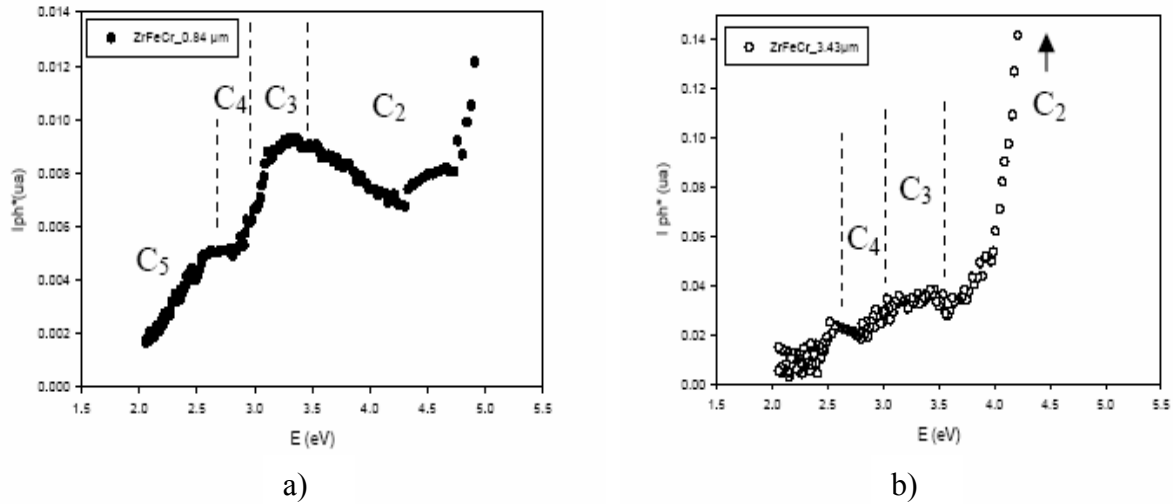 ZrFeCr_0.84 µm
C4 C3
C2
C5
Iph*(ua)
0.014
0.012
0.010
0.008
0.006
0.004
0.002
0.000
1.5 2.0 2.5 3.0 3.5 4.0 4.5 5.0 5.5
E (eV)
a)
ZrFeCr_3.43µm
C2
C3
C4
I ph* (ua)
0.14
0.12
0.10
0.08
0.06
0.04
0.02
0.00
1.5 2.0 2.5 3.0 3.5 4.0 4.5 5.0 5.5
E (eV)
b)